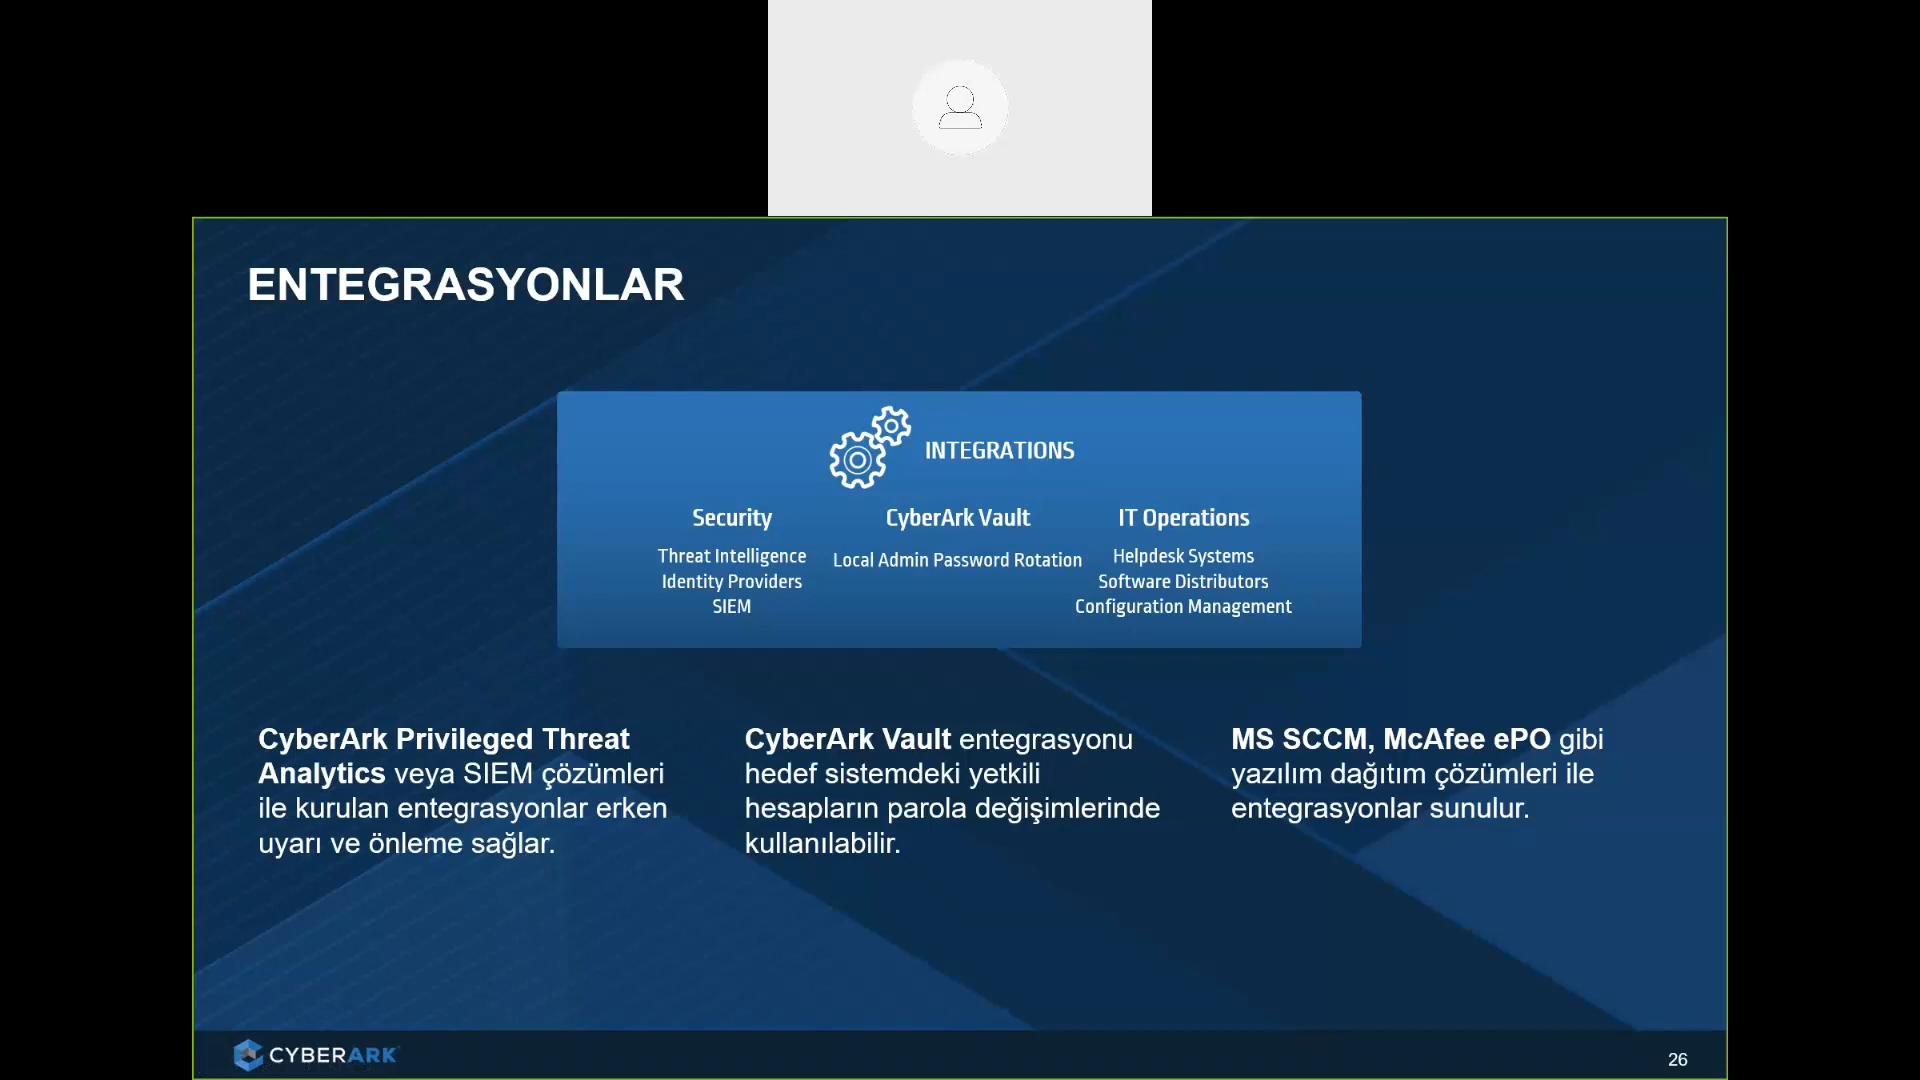 ENTEGRASYONLAR
INTEGRATIONS
Security
Threat Intelligence
Identity Providers
SIEM
CyberArk Vault
Local Admin Password Rotation
IT Operations
Helpdesk Systems
Software Distributors
Configuration Management
CyberArk Privileged Threat
Analytics veya SIEM çözümleri
ile kurulan entegrasyonlar erken
uyarı ve önleme sağlar.
CyberArk Vault entegrasyonu
hedef sistemdeki yetkili
hesapların parola değişimlerinde
kullanılabilir.
MS SCCM, McAfee ePO gibi
yazılım dağıtım çözümleri ile
entegrasyonlar sunulur.
CYBERARK
26